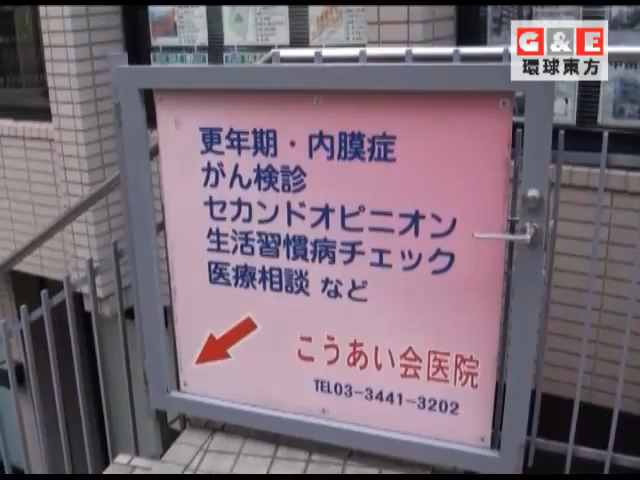 G&E
環球東方
更年期・内膜症
がん検診
セカンドオピニオン
生活習慣病チェック
医療相談 など
こうあい会医院
TEL03-3441-3202